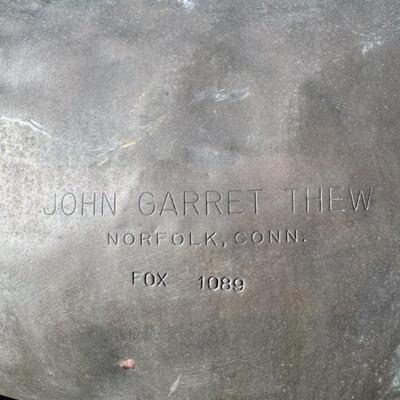 JOHN GARRET THEW
NORFOLK, CONN.
FOX 1089